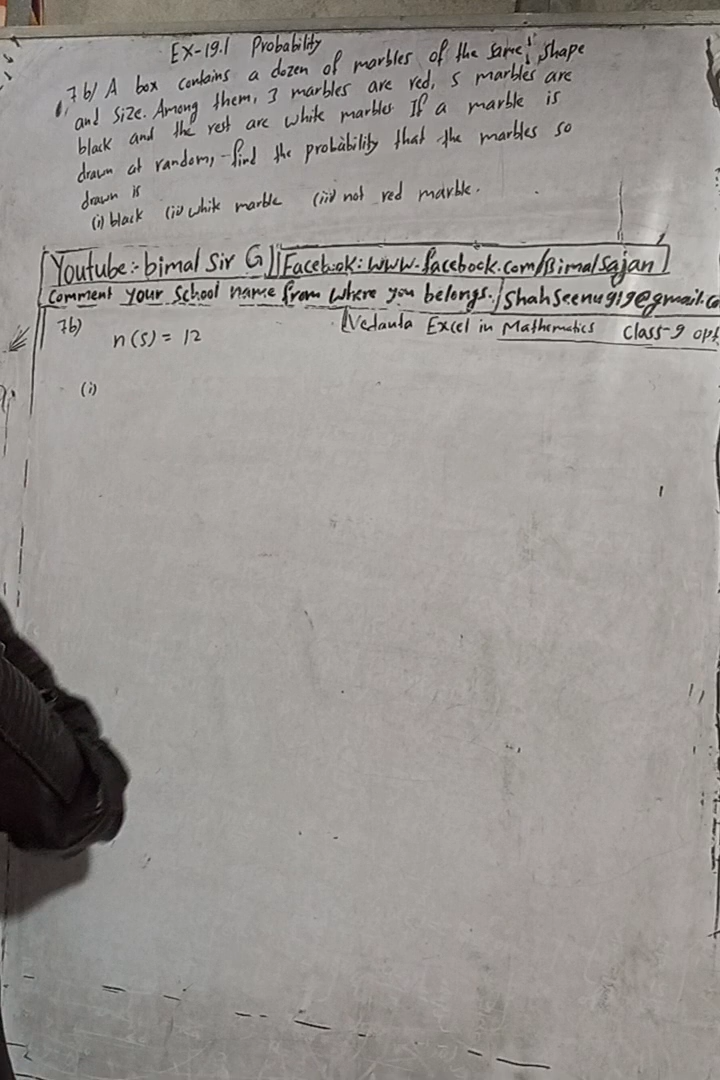 Ex-19.1 Probability
7b) A box contains a dozen of marbles of the same shape
and size. Among them, 3 marbles are red, 5 marbles are
black and the rest are white marbles If a marble is
drawn at random, find the probability that the marbles so
drawn is
(i) black (ii) white marble (iii) not red marble.
Youtube:- bimal Sir G Facebook: www.facebook.com/Bimalsajan
Comment your School name from where you belongs. shahseenu919@gmail.co
7b) Vedanta Excel in Mathematics Class-9 opt
n(S) = 12
(i)